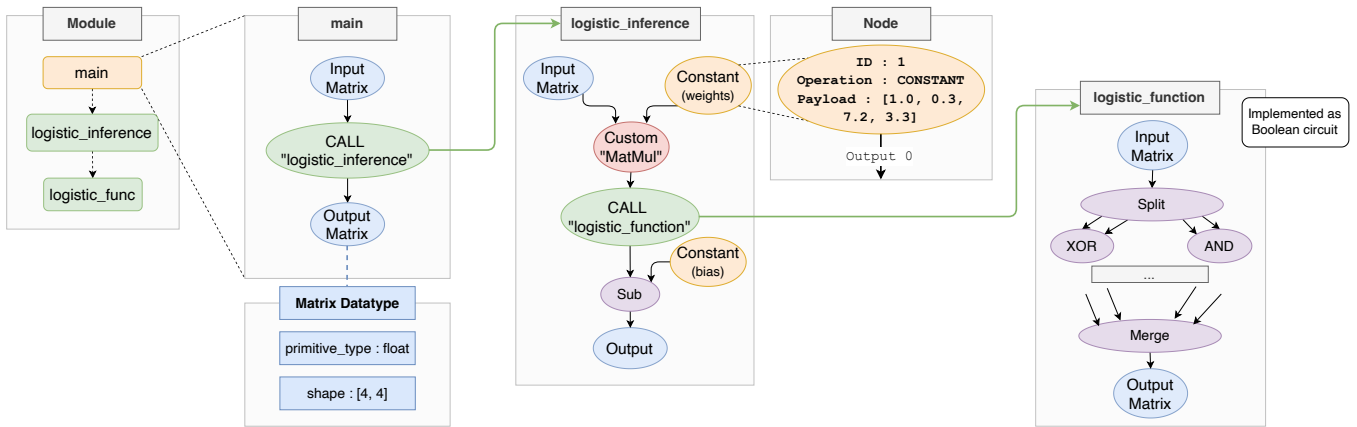 Module
main
logistic_inference
logistic_func
main
Input
Matrix
CALL
"logistic_inference"
Output
Matrix
Matrix Datatype
primitive_type : float
shape : [4, 4]
logistic_inference
Input
Matrix
Constant
(weights)
Custom
"MatMul"
CALL
"logistic_function"
Constant
(bias)
Sub
Output
Node
ID : 1
Operation : CONSTANT
Payload : [1.0, 0.3,
7.2, 3.3]
Output 0
logistic_function
Implemented as
Boolean circuit
Input
Matrix
Split
XOR
AND
...
Merge
Output
Matrix